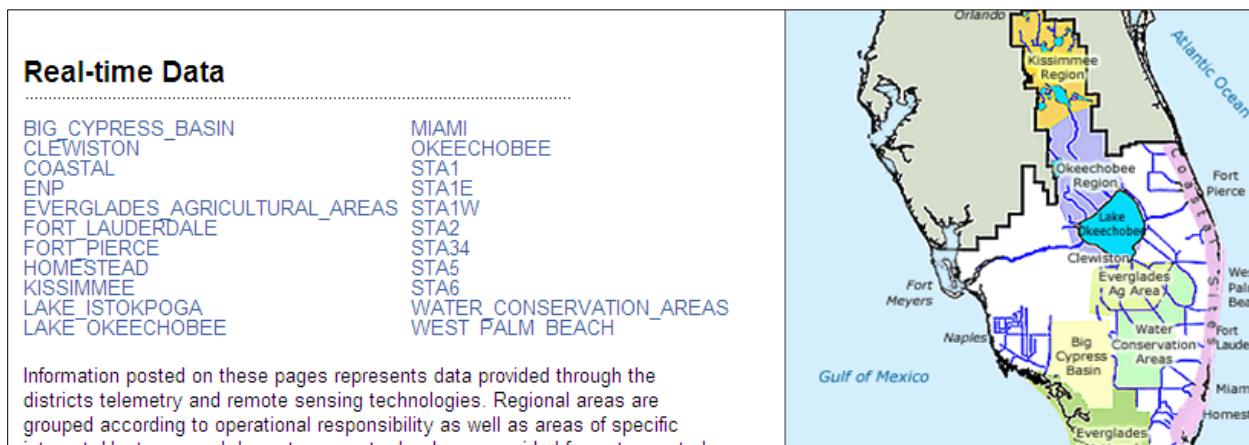 Real-time Data
BIG_CYPRESS_BASIN
CLEWISTON
COASTAL
ENP
EVERGLADES_AGRICULTURAL_AREAS
FORT_LAUDERDALE
FORT_PIERCE
HOMESTEAD
KISSIMMEE
LAKE_ISTOKPOGA
LAKE_OKEECHOBEE
MIAMI
OKEECHOBEE
STA1
STA1E
STA1W
STA2
STA34
STA5
STA6
WATER_CONSERVATION_AREAS
WEST_PALM_BEACH
Information posted on these pages represents data provided through the
districts telemetry and remote sensing technologies. Regional areas are
grouped according to operational responsibility as well as areas of specific
Orlando
Kissimmee
Region
Atlantic Ocean
Okeechobee
Region
Coastal Sites
Fort
Pierce
Lake
Okeechobee
Clewiston
Everglades
Ag Area
Fort
Meyers
Naples
Big
Cypress
Basin
Water
Conservation
Areas
Gulf of Mexico
Fort
Everglades